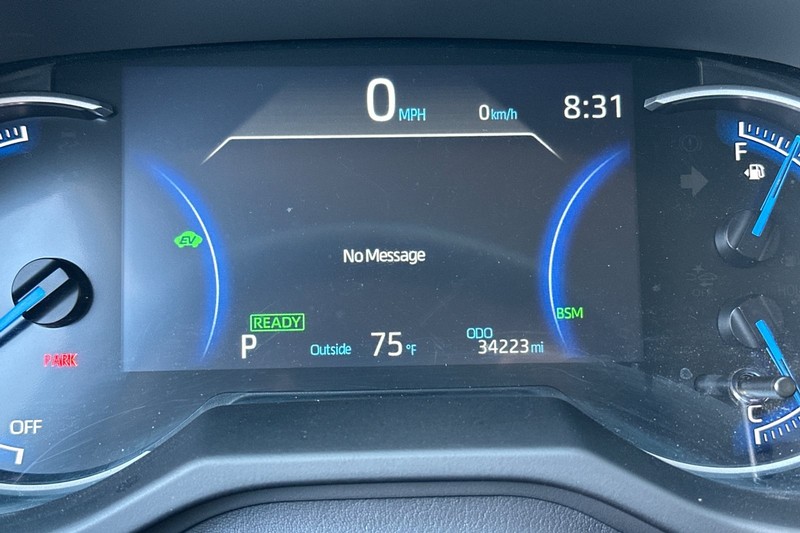 0 MPH 0 km/h 8:31
F
EV
No Message
READY
BSM
P Outside 75 °F ODO 34223 mi
PARK
OFF
C